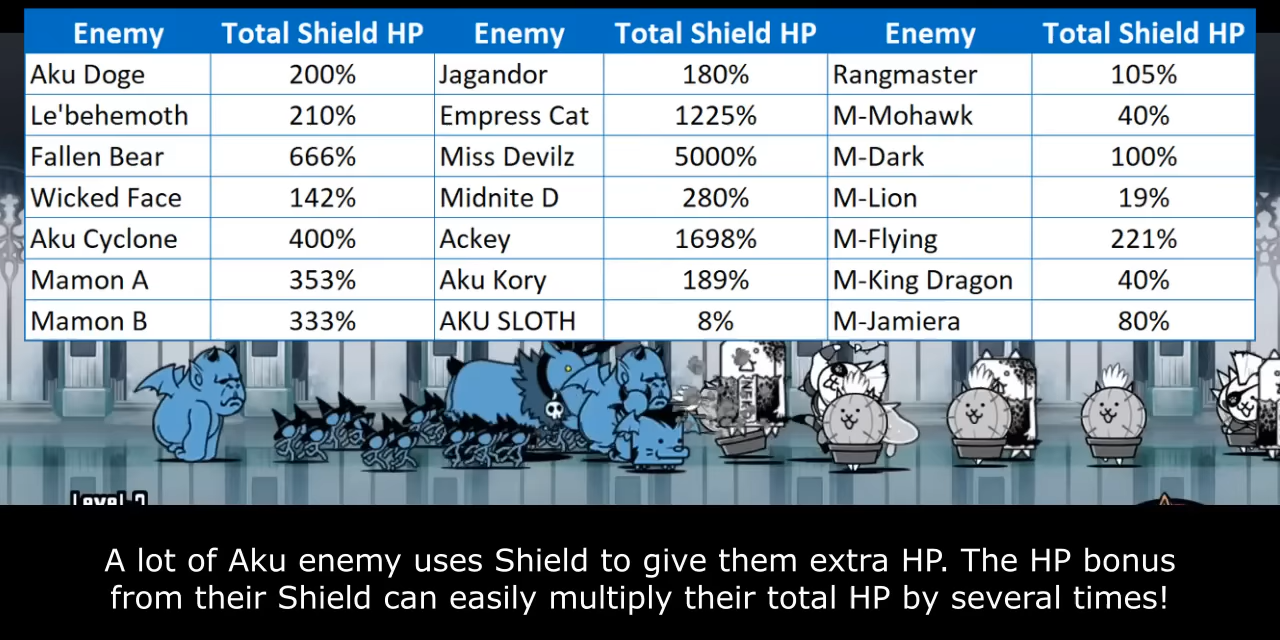 Enemy Total Shield HP Enemy Total Shield HP Enemy Total Shield HP
Aku Doge 200% Jagandor 180% Rangmaster 105%
Le'behemoth 210% Empress Cat 1225% M-Mohawk 40%
Fallen Bear 666% Miss Devilz 5000% M-Dark 100%
Wicked Face 142% Midnite D 280% M-Lion 19%
Aku Cyclone 400% Ackey 1698% M-Flying 221%
Mamon A 353% Aku Kory 189% M-King Dragon 40%
Mamon B 333% AKU SLOTH 8% M-Jamiera 80%
Level
A lot of Aku enemy uses Shield to give them extra HP. The HP bonus
from their Shield can easily multiply their total HP by several times!